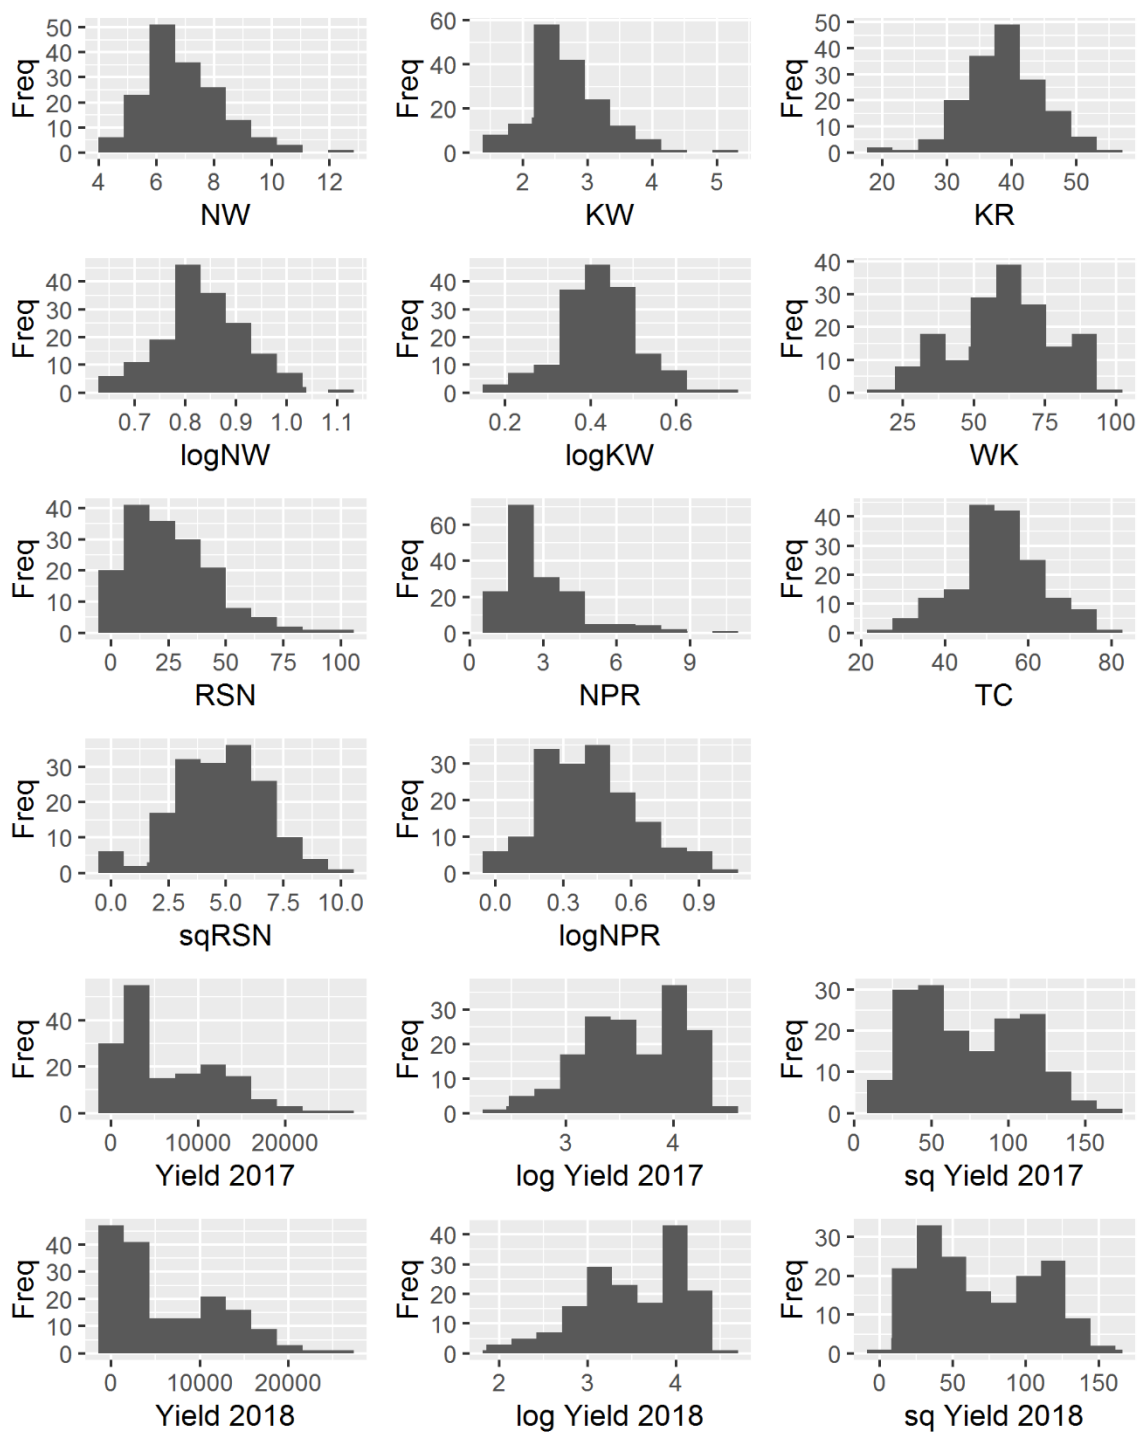 Freq
50
40
30
20
10
0
4 6 8 10 12
NW
Freq
60
40
20
0
2 3 4 5
KW
Freq
50
40
30
20
10
0
20 30 40 50
KR
Freq
40
30
20
10
0
0.7 0.8 0.9 1.0 1.1
logNW
Freq
40
30
20
10
0
0.2 0.4 0.6
logKW
Freq
40
30
20
10
0
25 50 75 100
WK
Freq
40
30
20
10
0
0 25 50 75 100
RSN
Freq
60
40
20
0
0 3 6 9
NPR
Freq
40
30
20
10
0
20 40 60 80
TC
Freq
30
20
10
0
0.0 2.5 5.0 7.5 10.0
sqRSN
Freq
30
20
10
0
0.0 0.3 0.6 0.9
logNPR
Freq
40
20
0
0 10000 20000
Yield 2017
Freq
30
20
10
0
3 4
log Yield 2017
Freq
30
20
10
0
0 50 100 150
sq Yield 2017
Freq
40
30
20
10
0
0 10000 20000
Yield 2018
Freq
40
30
20
10
0
2 3 4
log Yield 2018
Freq
30
20
10
0
0 50 100 150
sq Yield 2018